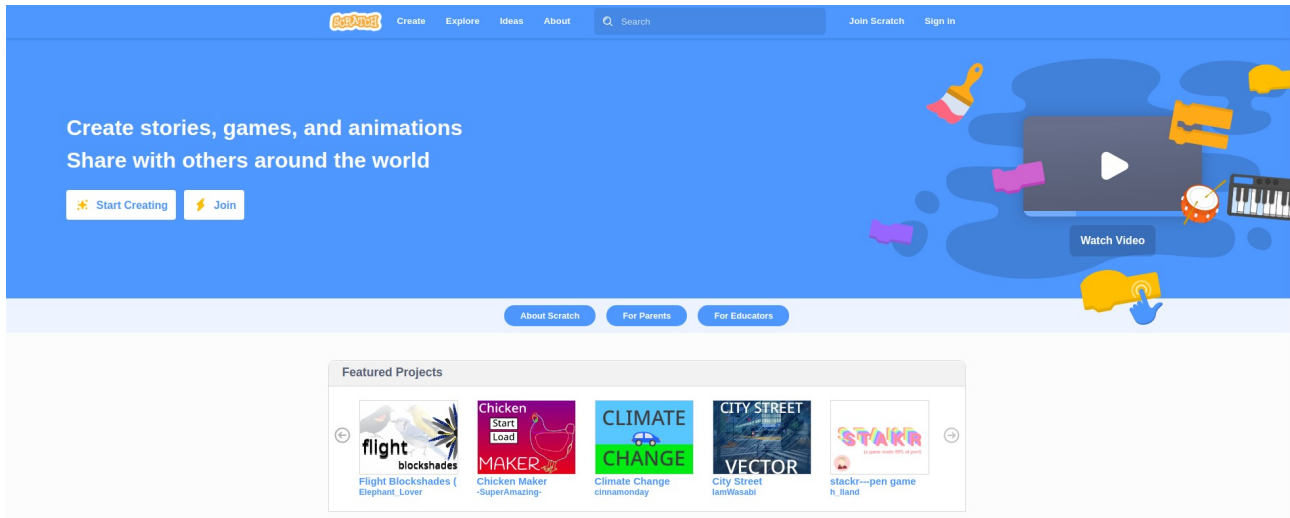 SCRATCH Create Explore Ideas About Search Join Scratch Sign in
Create stories, games, and animations
Share with others around the world
Start Creating Join
Watch Video
About Scratch For Parents For Educators
Featured Projects
flight
blockshades
Chicken
Start
Load
MAKER
CLIMATE
CHANGE
CITY STREET
VECTOR
STAKR
Flight Blockshades ( Chicken Maker Climate Change City Street stackr---pen game
Elephant_Lover -SuperAmazing- cinnamonday IamWasabi h_lland